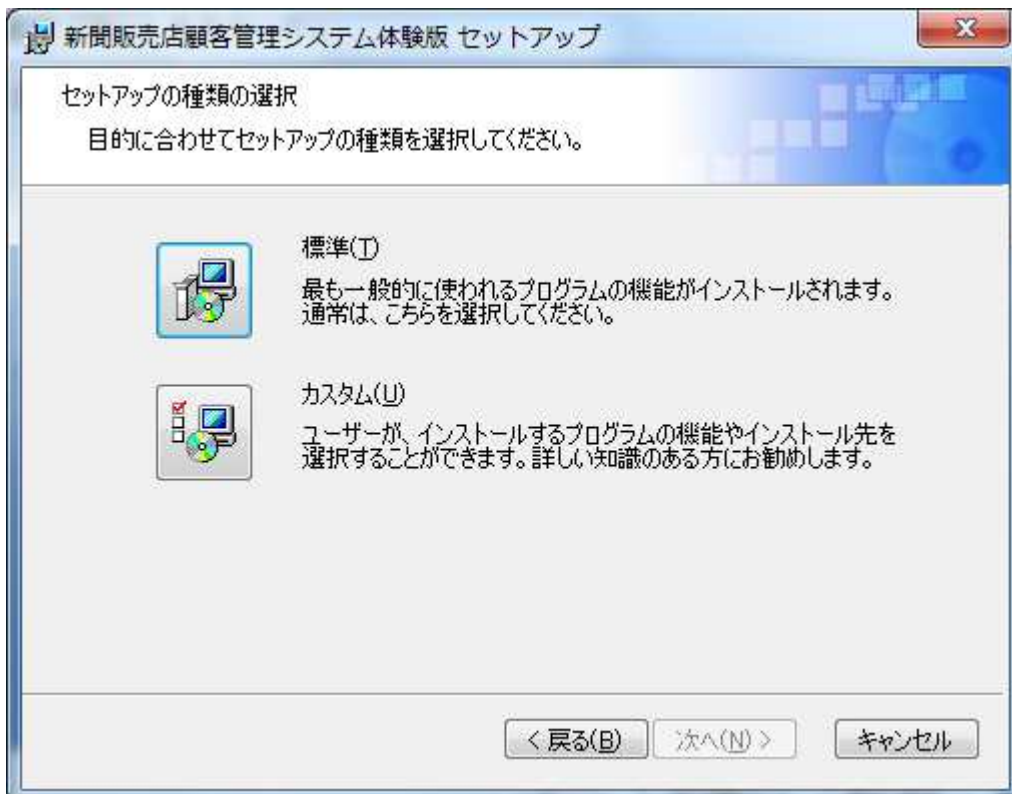 新聞販売店顧客管理システム体験版 セットアップ
セットアップの種類の選択
目的に合わせてセットアップの種類を選択してください。
標準(T)
最も一般的に使われるプログラムの機能がインストールされます。
通常は、こちらを選択してください。
カスタム(U)
ユーザーが、インストールするプログラムの機能やインストール先を
選択することができます。詳しい知識のある方にお勧めします。
< 戻る(B) 次へ(N) > キャンセル